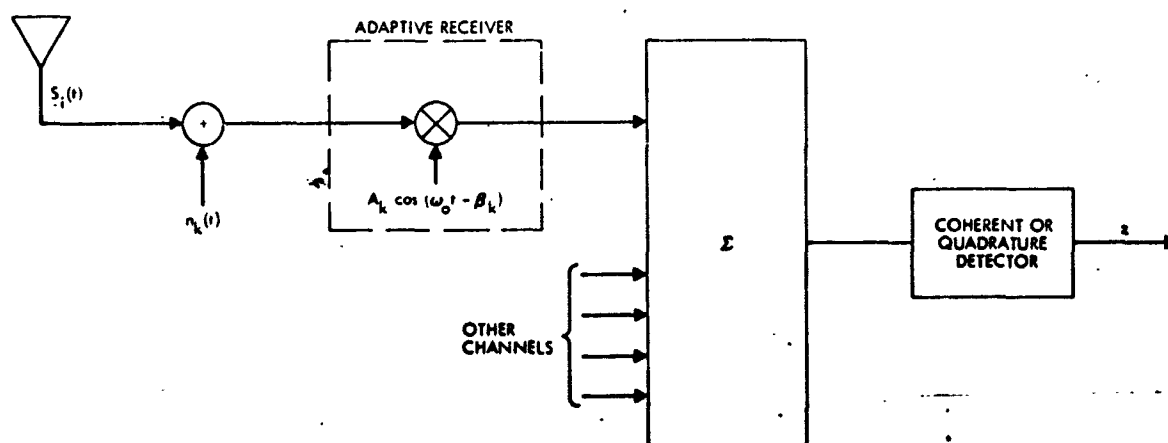 ADAPTIVE RECEIVER
S_i(t)
+
n_k(t)
A_k cos (ω_o t - β_k)
Σ
OTHER
CHANNELS
COHERENT OR
QUADRATURE
DETECTOR
z